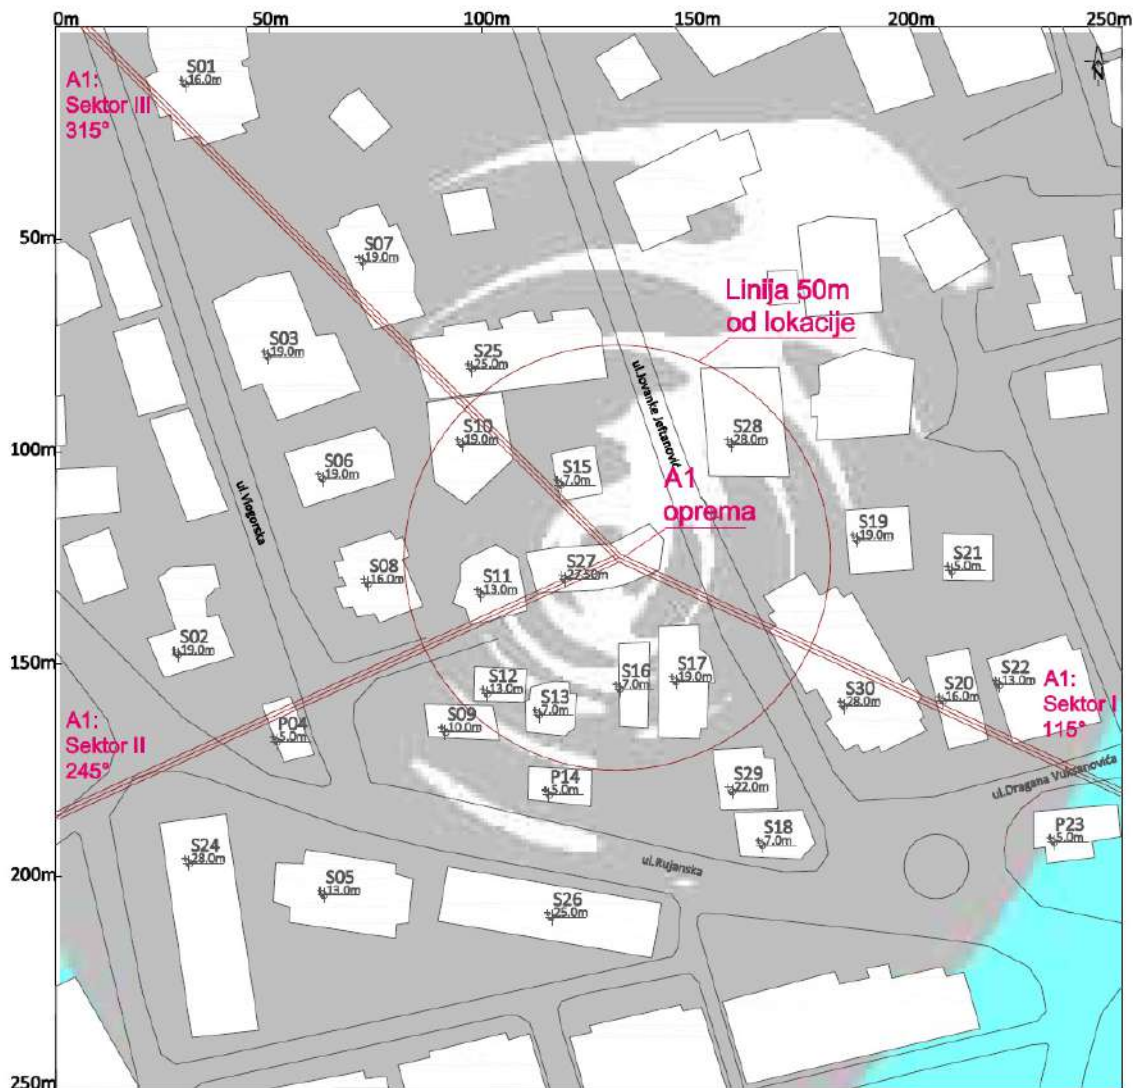 0m
50m
100m
150m
200m
250m
A1:
Sektor III
315°
S01
16.0m
N
50m
S07
19.0m
Linija 50m
od lokacije
S03
19.0m
S25
25.0m
ul.Jovanke Jeftanović
S10
19.0m
S28
28.0m
100m
S06
19.0m
S15
7.0m
A1
oprema
ul.Višgorska
S19
19.0m
S21
5.0m
S08
16.0m
S11
13.0m
S27
27.50m
S02
19.0m
150m
S12
13.0m
S13
7.0m
S16
7.0m
S17
19.0m
S30
28.0m
S20
16.0m
S22
13.0m
A1:
Sektor I
115°
A1:
Sektor II
245°
P04
5.0m
S09
10.0m
P14
5.0m
S29
22.0m
ul.Dragana Vuksanovića
S18
7.0m
P23
5.0m
S24
28.0m
ul.Rujanska
200m
S05
13.0m
S26
25.0m
250m